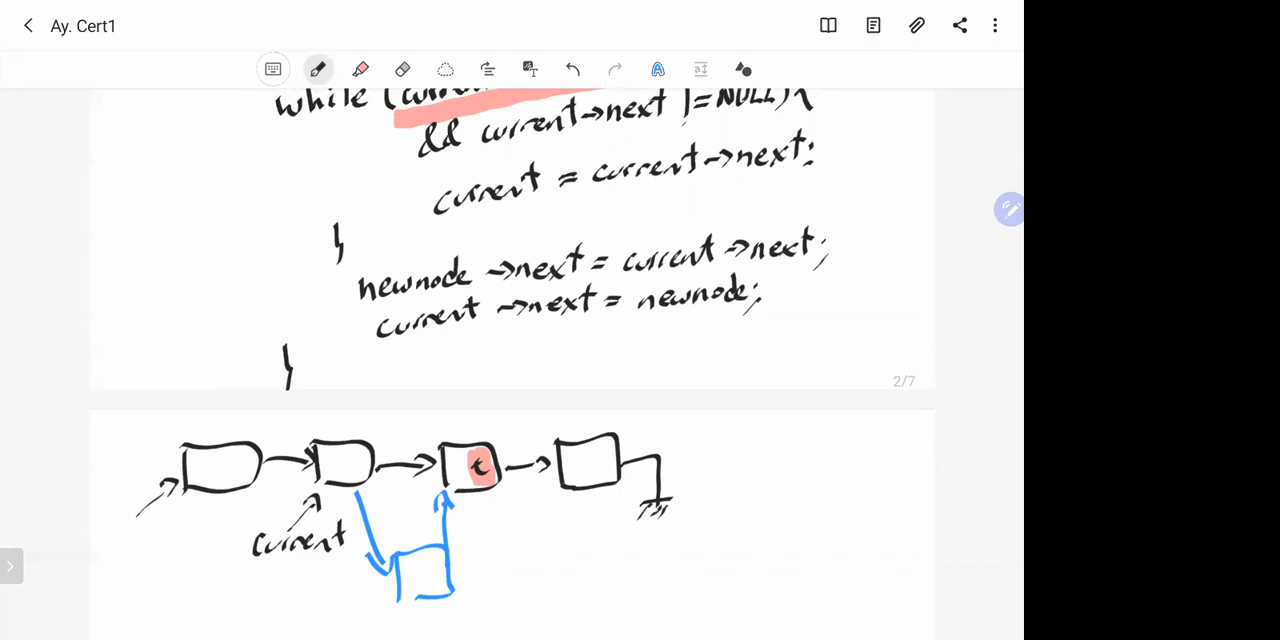 Ay. Cert1
while (
&& current->next != NULL) {
current = current->next;
}
newnode ->next = current ->next;
current ->next = newnode;
}
2/7
t
current